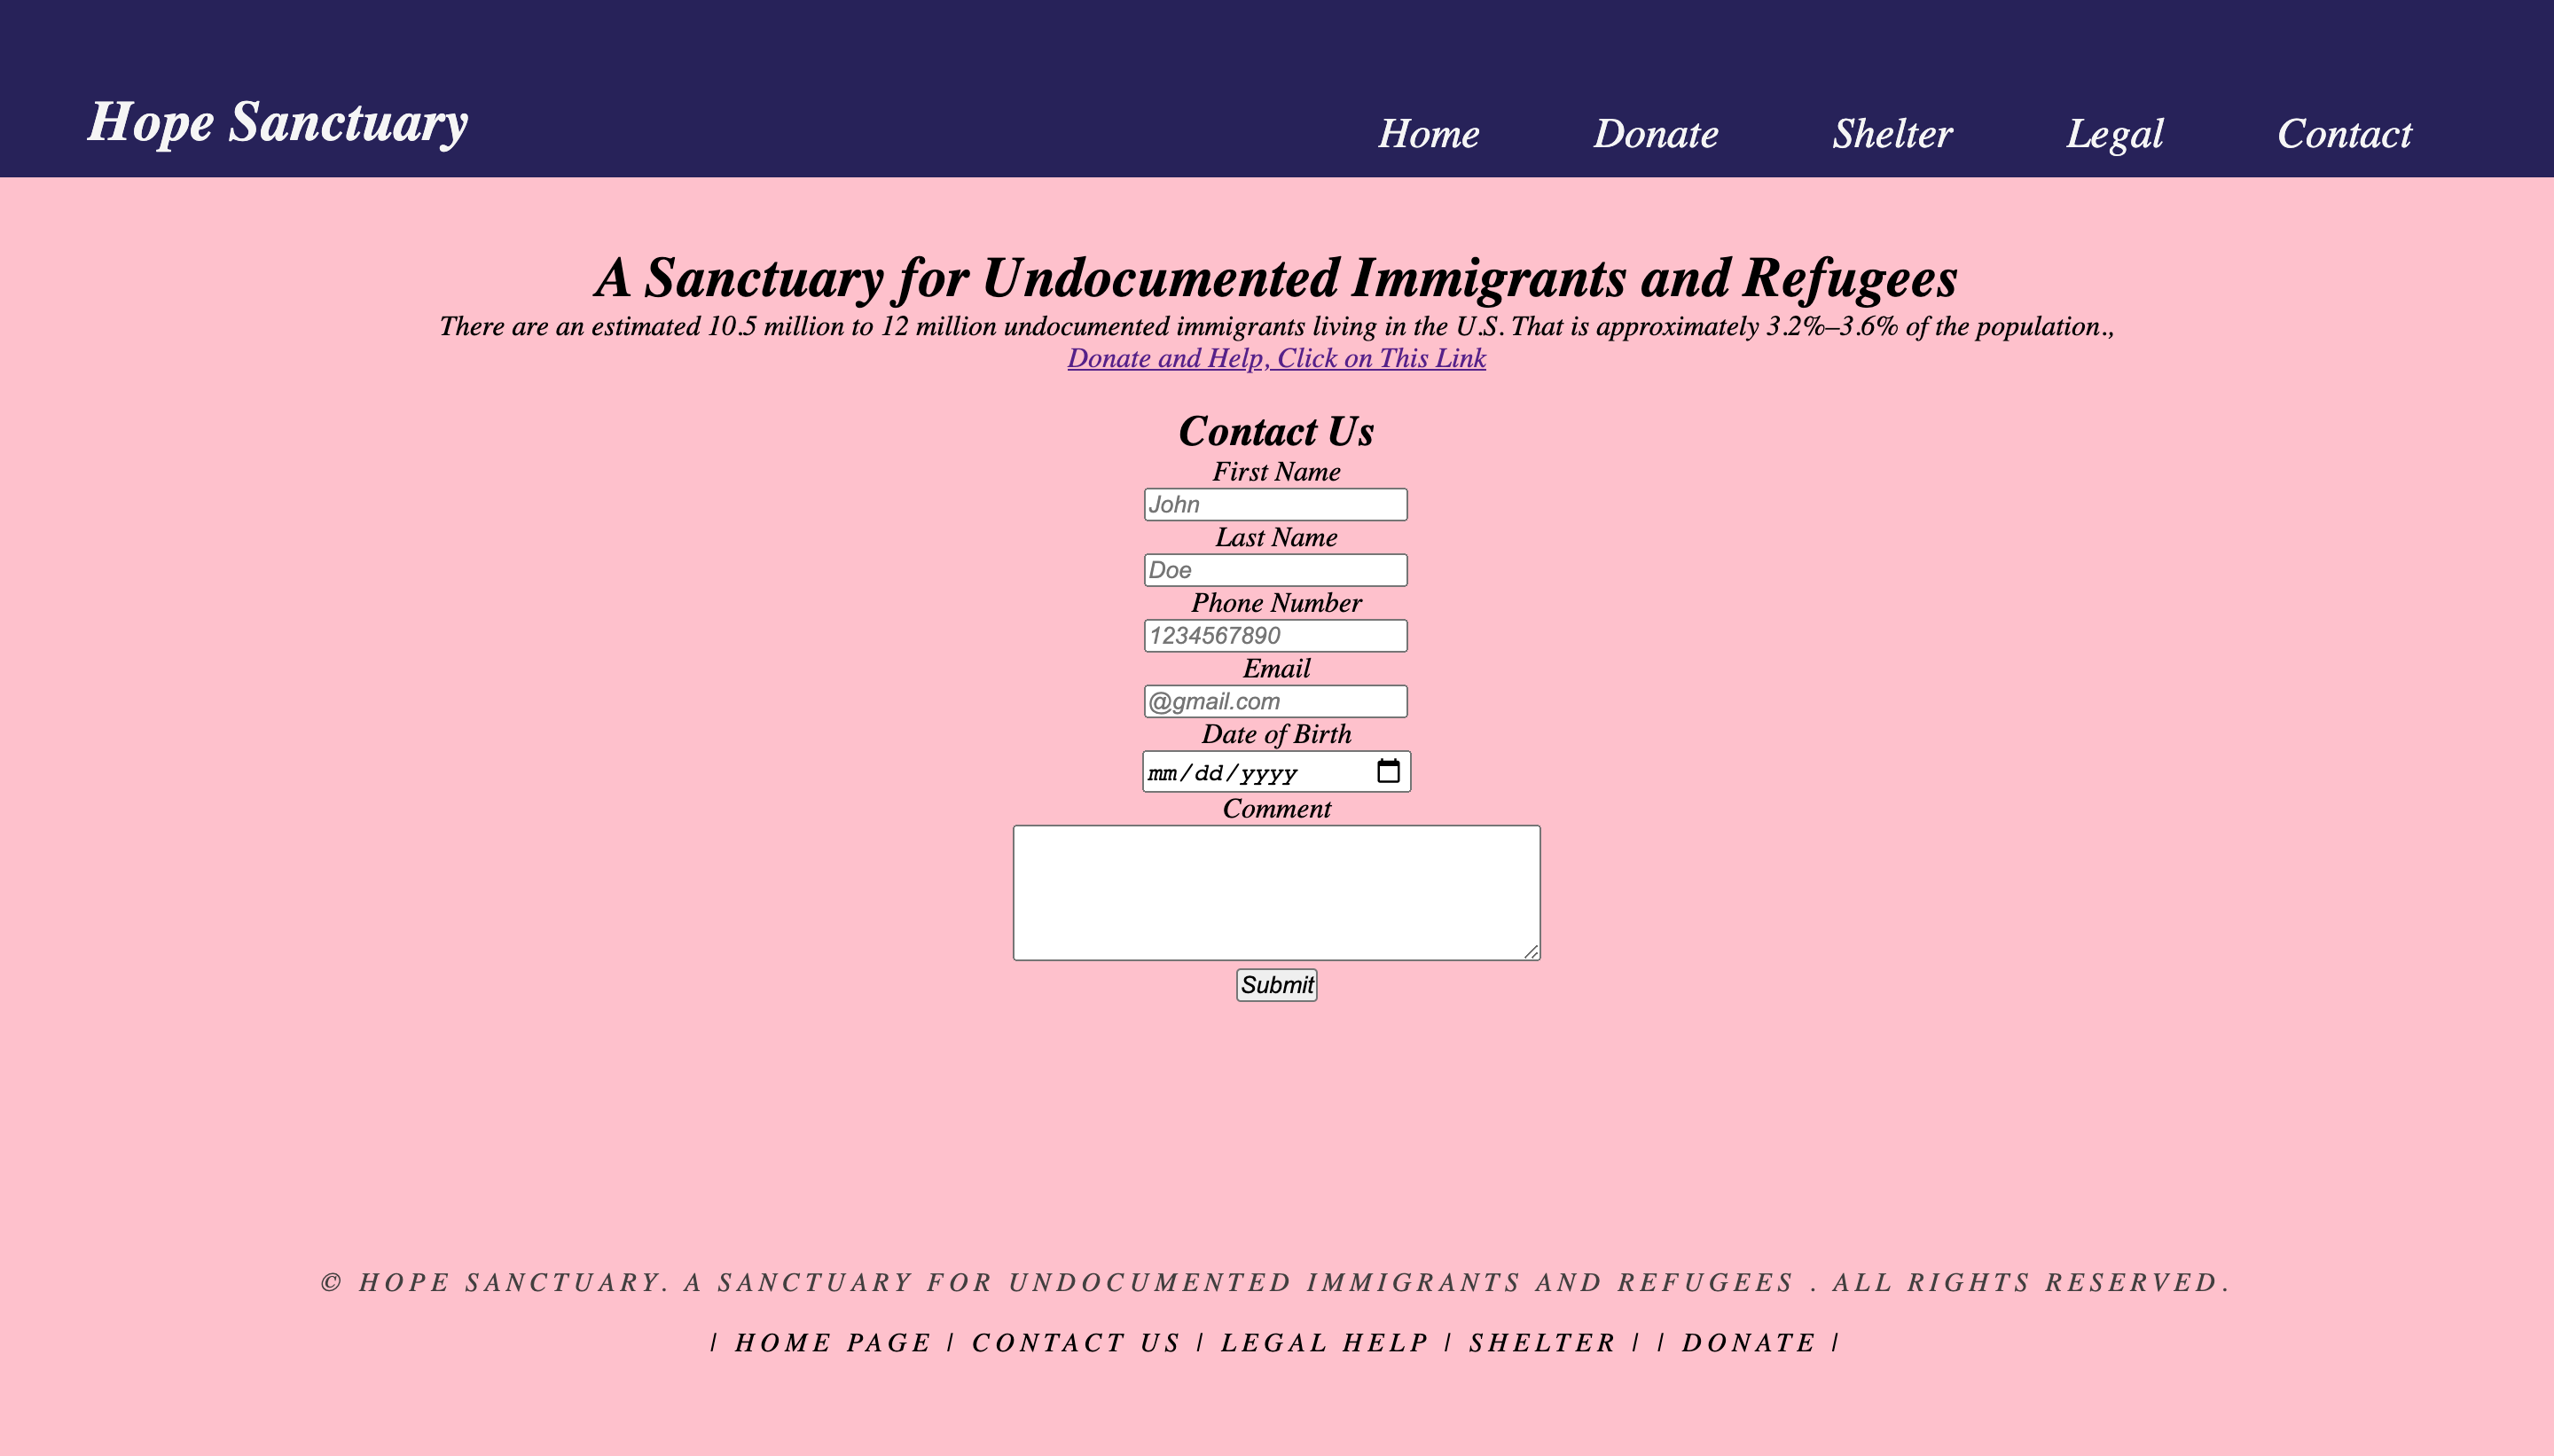 Hope Sanctuary
Home Donate Shelter Legal Contact
A Sanctuary for Undocumented Immigrants and Refugees
There are an estimated 10.5 million to 12 million undocumented immigrants living in the U.S. That is approximately 3.2%–3.6% of the population.,
Donate and Help, Click on This Link
Contact Us
First Name
John
Last Name
Doe
Phone Number
1234567890
Email
@gmail.com
Date of Birth
mm/dd/yyyy
Comment
Submit
© HOPE SANCTUARY. A SANCTUARY FOR UNDOCUMENTED IMMIGRANTS AND REFUGEES . ALL RIGHTS RESERVED.
| HOME PAGE | CONTACT US | LEGAL HELP | SHELTER | | DONATE |